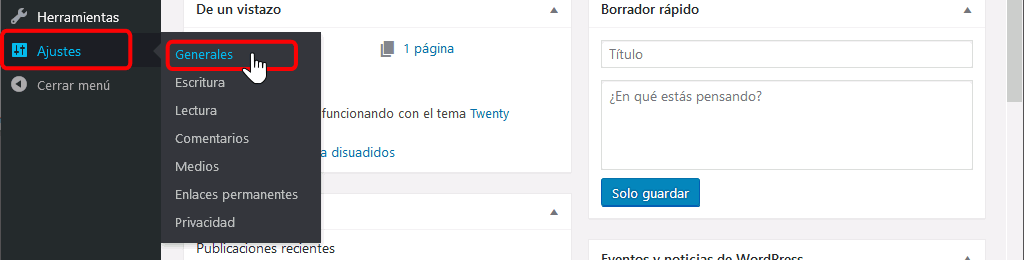 Herramientas
Ajustes
Cerrar menú
Generales
Escritura
Lectura
Comentarios
Medios
Enlaces permanentes
Privacidad
De un vistazo
1 página
funcionando con el tema Twenty
a disuadidos
Publicaciones recientes
Borrador rápido
Título
¿En qué estás pensando?
Solo guardar
Eventos y noticias de WordPress